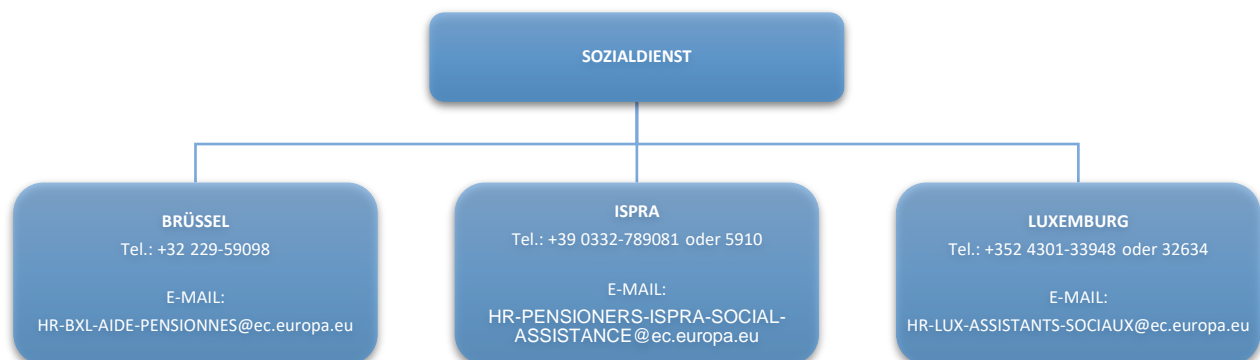 SOZIALDIENST
BRÜSSEL
Tel.: +32 229-59098
E-MAIL:
HR-BXL-AIDE-PENSIONNES@ec.europa.eu
ISPRA
Tel.: +39 0332-789081 oder 5910
E-MAIL:
HR-PENSIONERS-ISPRA-SOCIAL-
ASSISTANCE@ec.europa.eu
LUXEMBURG
Tel.: +352 4301-33948 oder 32634
E-MAIL:
HR-LUX-ASSISTANTS-SOCIAUX@ec.europa.eu